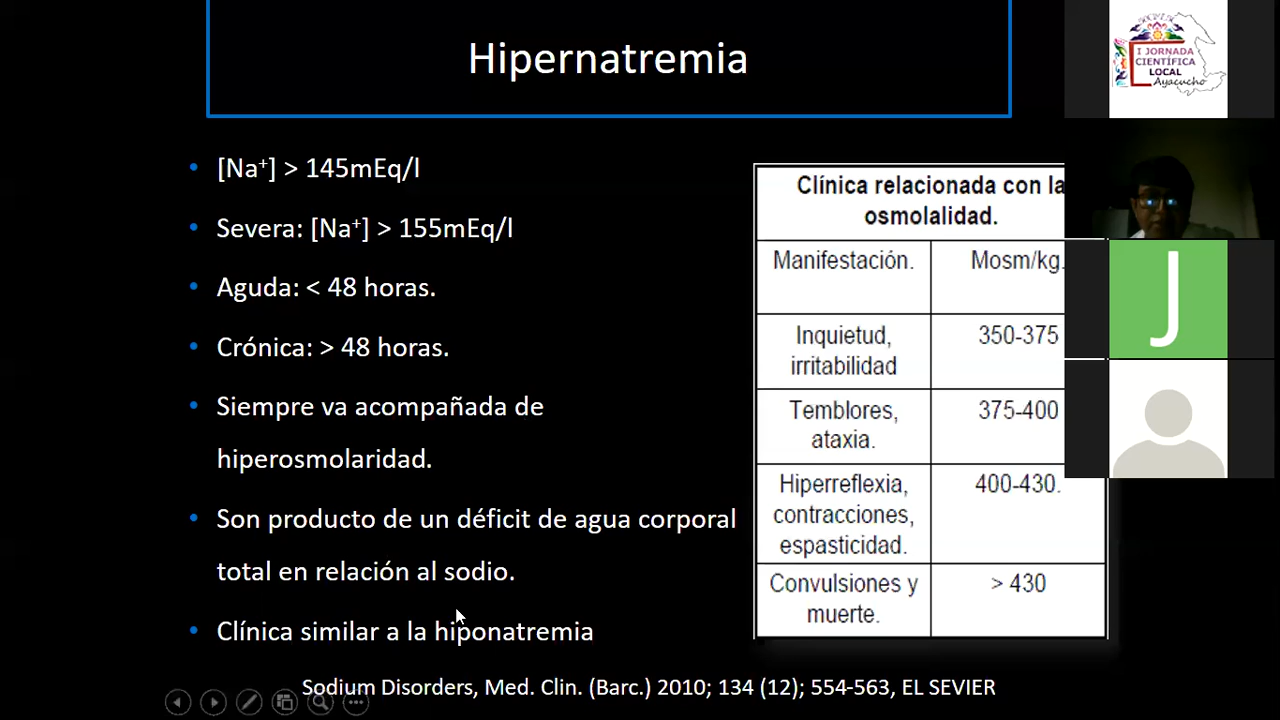 Hipernatremia
[Na⁺] > 145mEq/l
Severa: [Na⁺] > 155mEq/l
Aguda: < 48 horas.
Crónica: > 48 horas.
Siempre va acompañada de
hiperosmolaridad.
Son producto de un déficit de agua corporal
total en relación al sodio.
Clínica similar a la hiponatremia
Clínica relacionada con la
osmolalidad.
Manifestación.
Mosm/kg.
Inquietud,
irritabilidad
350-375
Temblores,
ataxia.
375-400
Hiperreflexia,
contracciones,
espasticidad.
400-430.
Convulsiones y
muerte.
> 430
Sodium Disorders, Med. Clin. (Barc.) 2010; 134 (12); 554-563, EL SEVIER
I JORNADA
CIENTÍFICA
LOCAL
Ayacucho
J